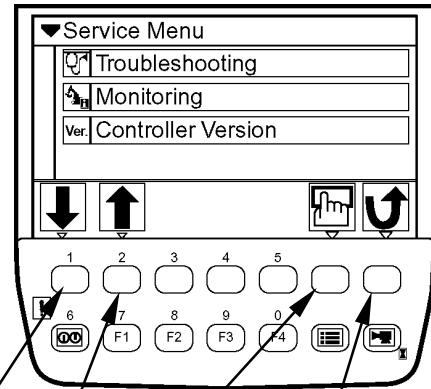 Service Menu
Troubleshooting
Monitoring
Ver. Controller Version
1 2 3 4 5
6 7 8 9 0
F1 F2 F3 F4